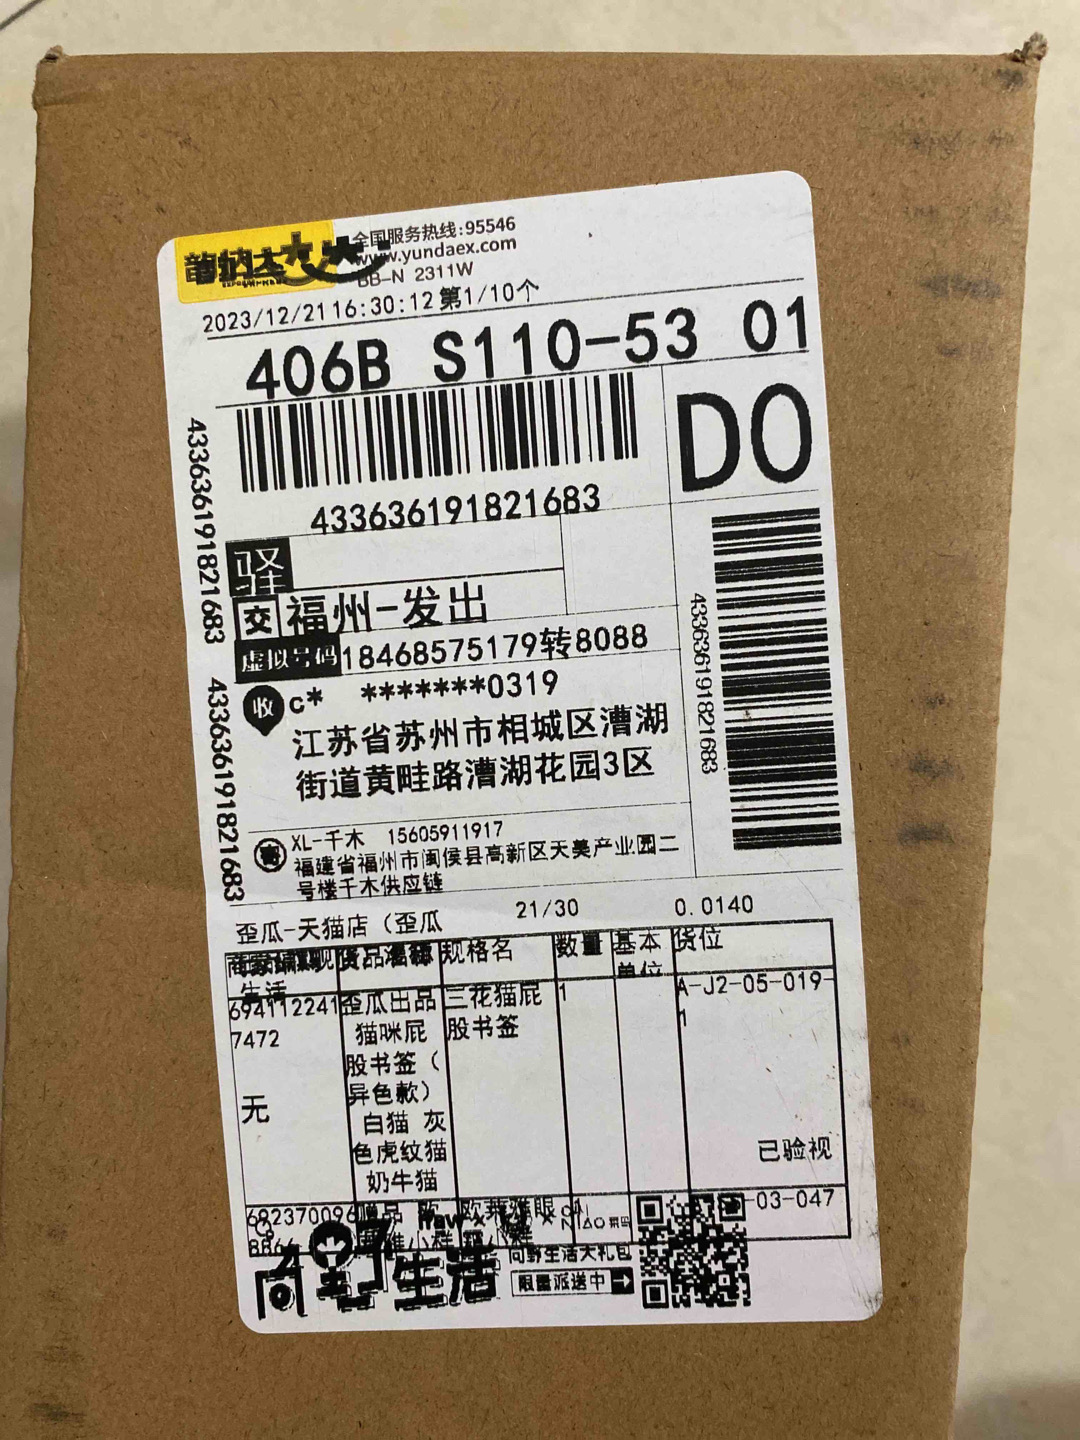 韵达
全国服务热线:95546
www.yundaex.com
BB-N 2311W
2023/12/21 16:30:12 第1/10个
406B S110-53 01
DO
433636191821683
433636191821683
433636191821683
433636191821683
驿
交 福州-发出
虚拟号码 18468575179转8088
收 c* *******0319
江苏省苏州市相城区漕湖
街道黄畦路漕湖花园3区
寄 XL-千木 15605911917
福建省福州市闽侯县高新区天美产业园二
号楼千木供应链
歪瓜-天猫店（歪瓜 21/30 0.0140
规格名 数量 基本单位 货位
生活
6941122417472 歪瓜出品 三花猫屁 1 A-J2-05-019-1
猫咪屁 股书签
股书签（
异色款）
无 白猫 灰
色虎纹猫
奶牛猫
已验视
赠品 -03-047
向野生活
向野生活大礼包
限量派送中